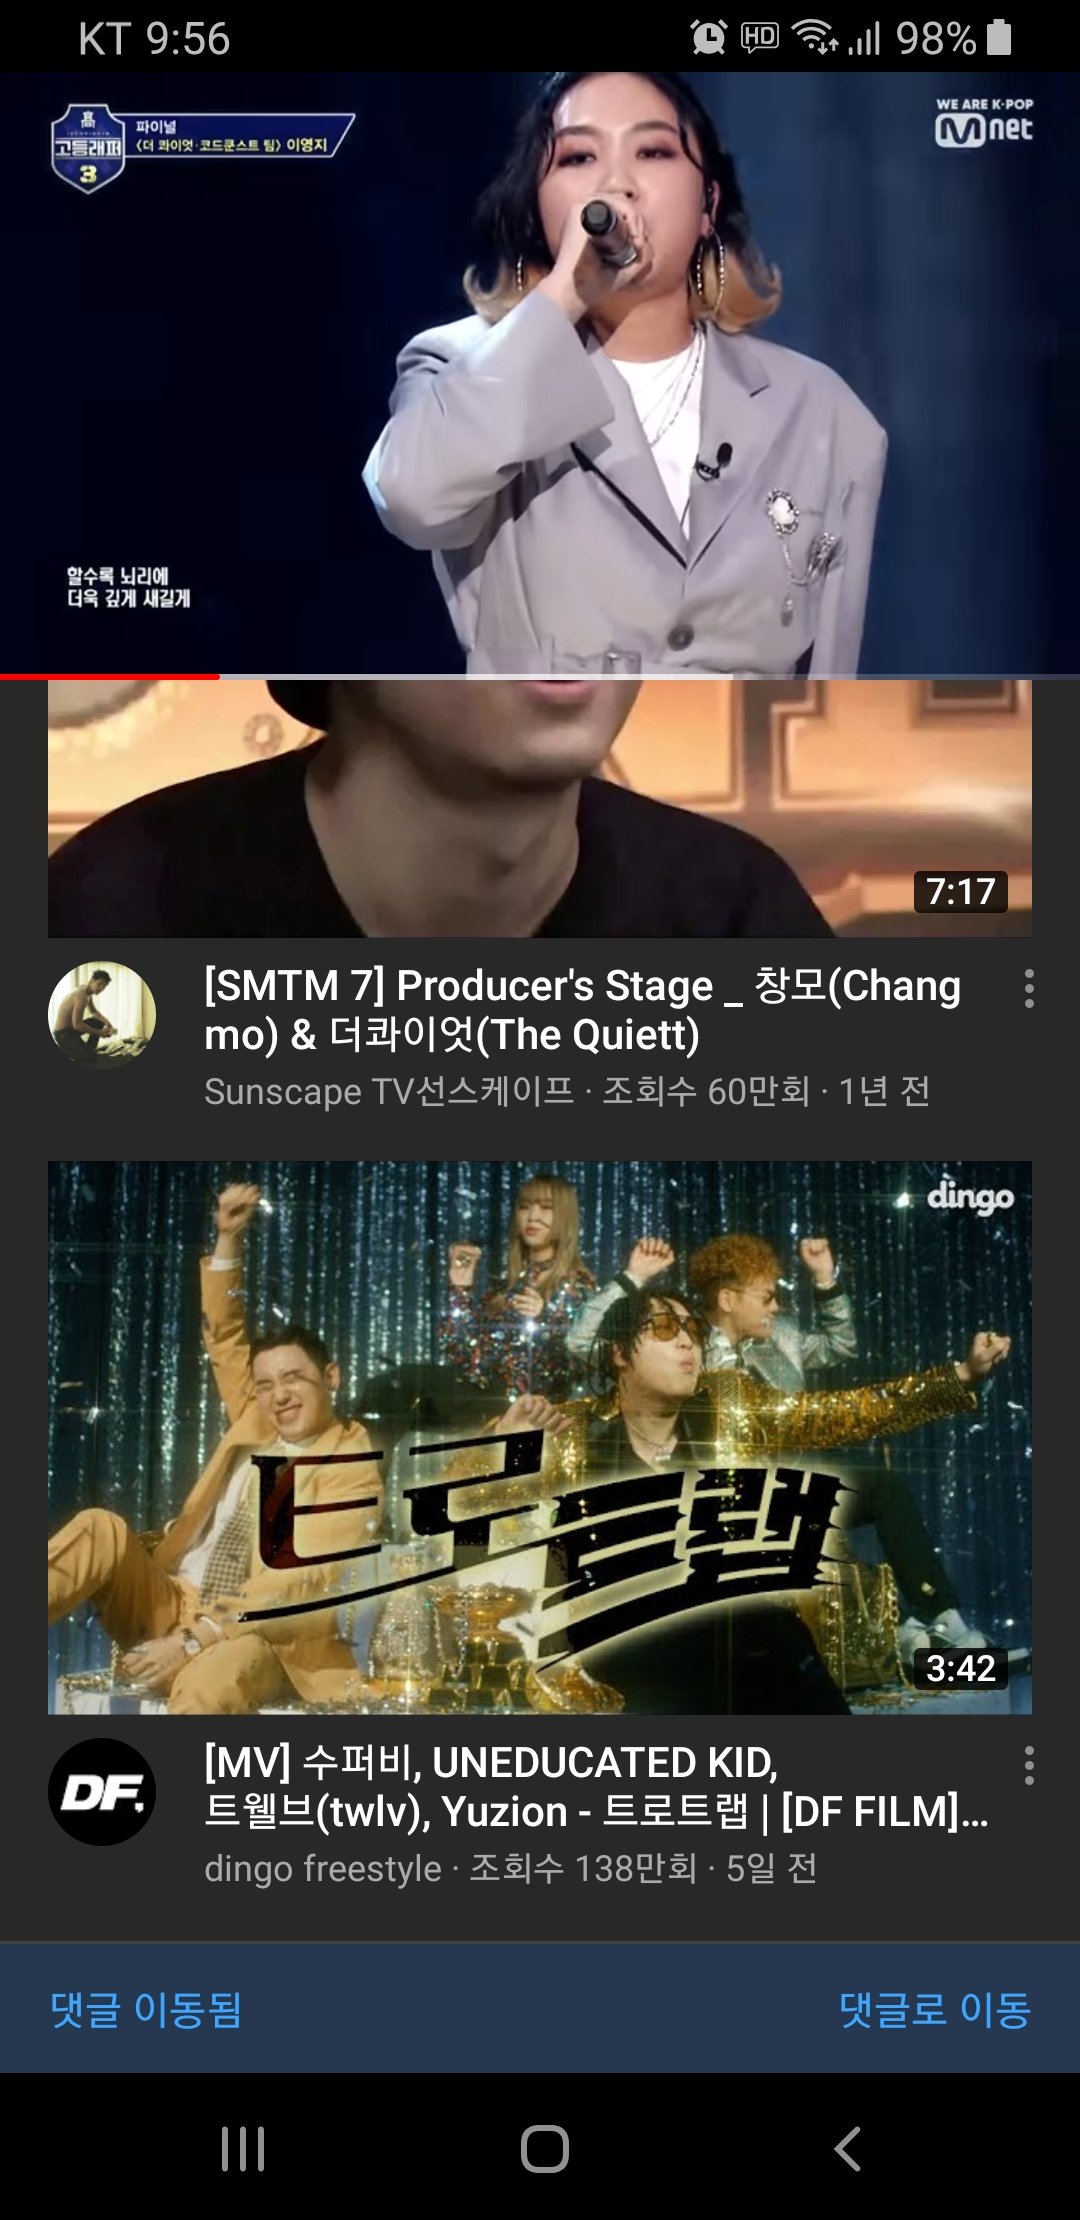 KT 9:56
HD
98%
高
고등래퍼
3
파이널
〈더 콰이엇·코드쿤스트 팀〉 이영지
WE ARE K·POP
Mnet
할수록 뇌리에
더욱 깊게 새길게
7:17
[SMTM 7] Producer's Stage _ 창모(Chang
mo) & 더콰이엇(The Quiett)
Sunscape TV선스케이프 · 조회수 60만회 · 1년 전
dingo
트로트랩
3:42
DF.
[MV] 수퍼비, UNEDUCATED KID,
트웰브(twlv), Yuzion - 트로트랩 | [DF FILM]...
dingo freestyle · 조회수 138만회 · 5일 전
댓글 이동됨
댓글로 이동